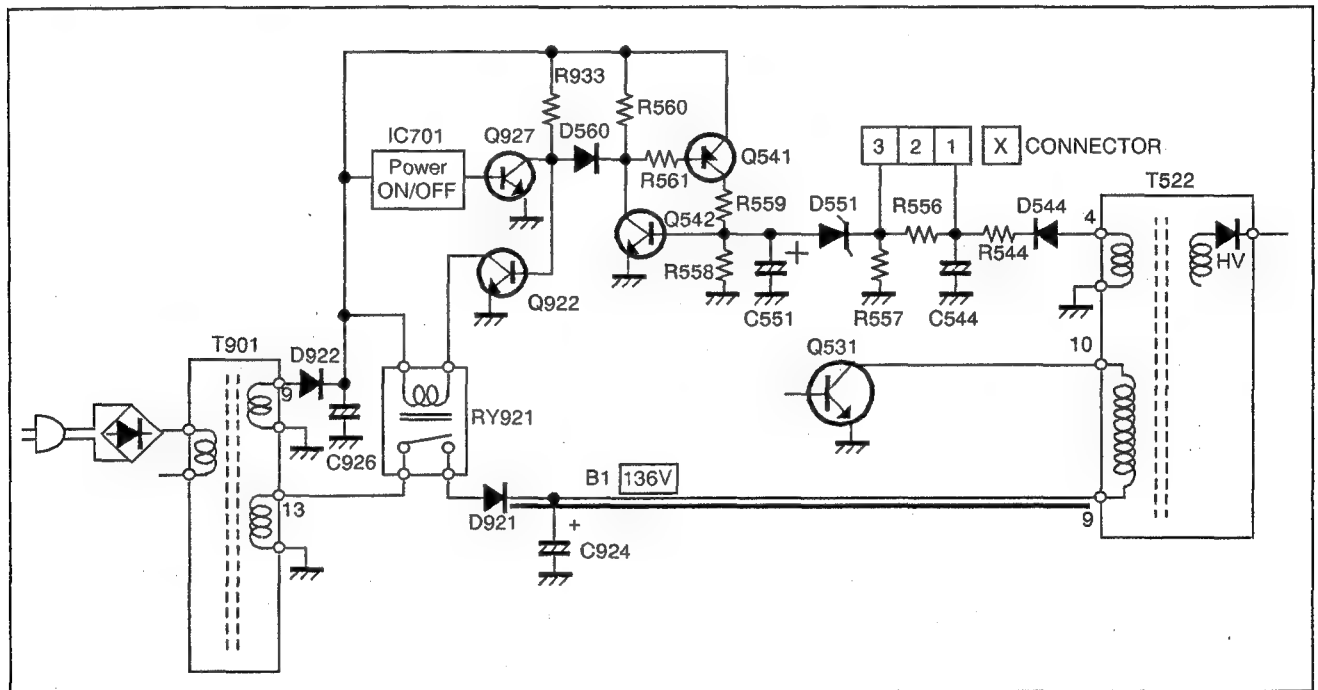 R933
R560
IC701
Power
ON/OFF
Q927
D560
Q541
3 2 1 X CONNECTOR
R561
T522
Q542
R559
D551
R556
D544
4
R544
HV
R558
+
Q922
C551
R557
C544
10
Q531
T901
D922
9
RY921
C926
B1 136V
13
D921
9
+
C924